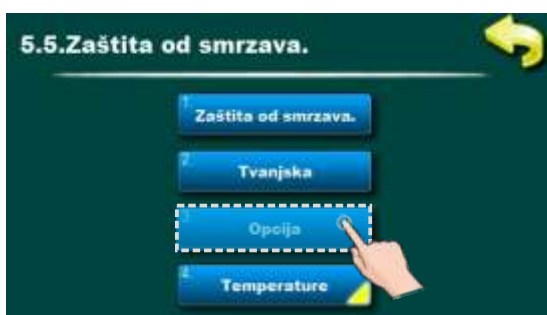 5.5.Zaštita od smrzava.
1 Zaštita od smrzava.
2 Tvanjska
3 Opcija
4 Temperature